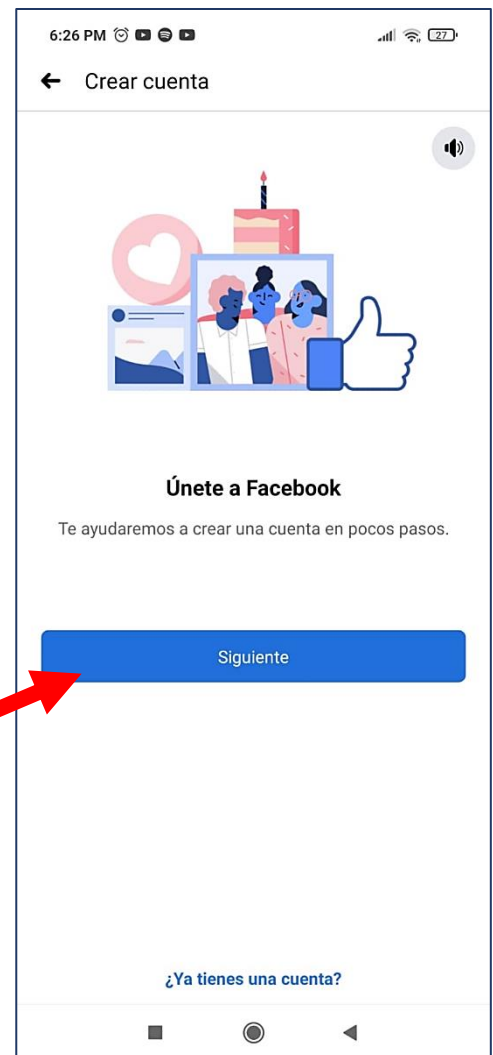 6:26 PM
27
Crear cuenta
Únete a Facebook
Te ayudaremos a crear una cuenta en pocos pasos.
Siguiente
¿Ya tienes una cuenta?